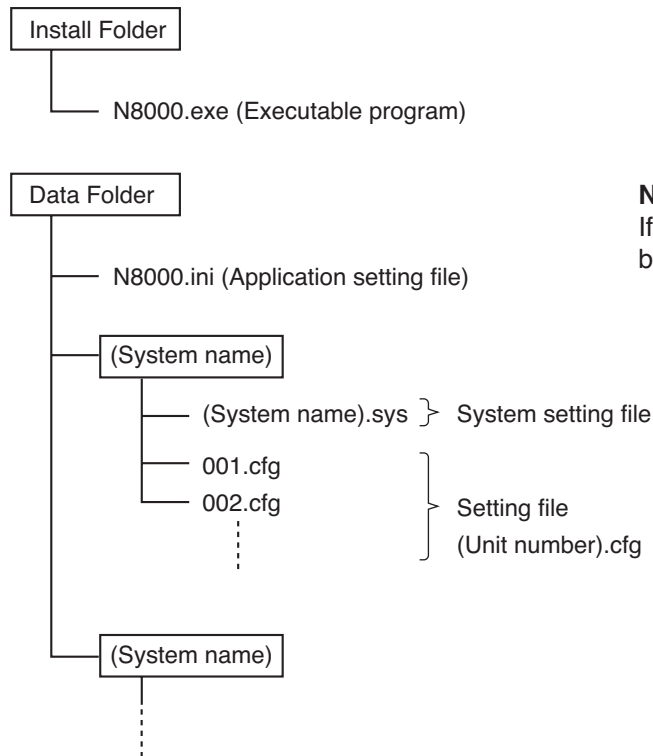 Install Folder
N8000.exe (Executable program)
Data Folder
N8000.ini (Application setting file)
(System name)
(System name).sys
System setting file
001.cfg
002.cfg
Setting file
(Unit number).cfg
(System name)
N
If
b